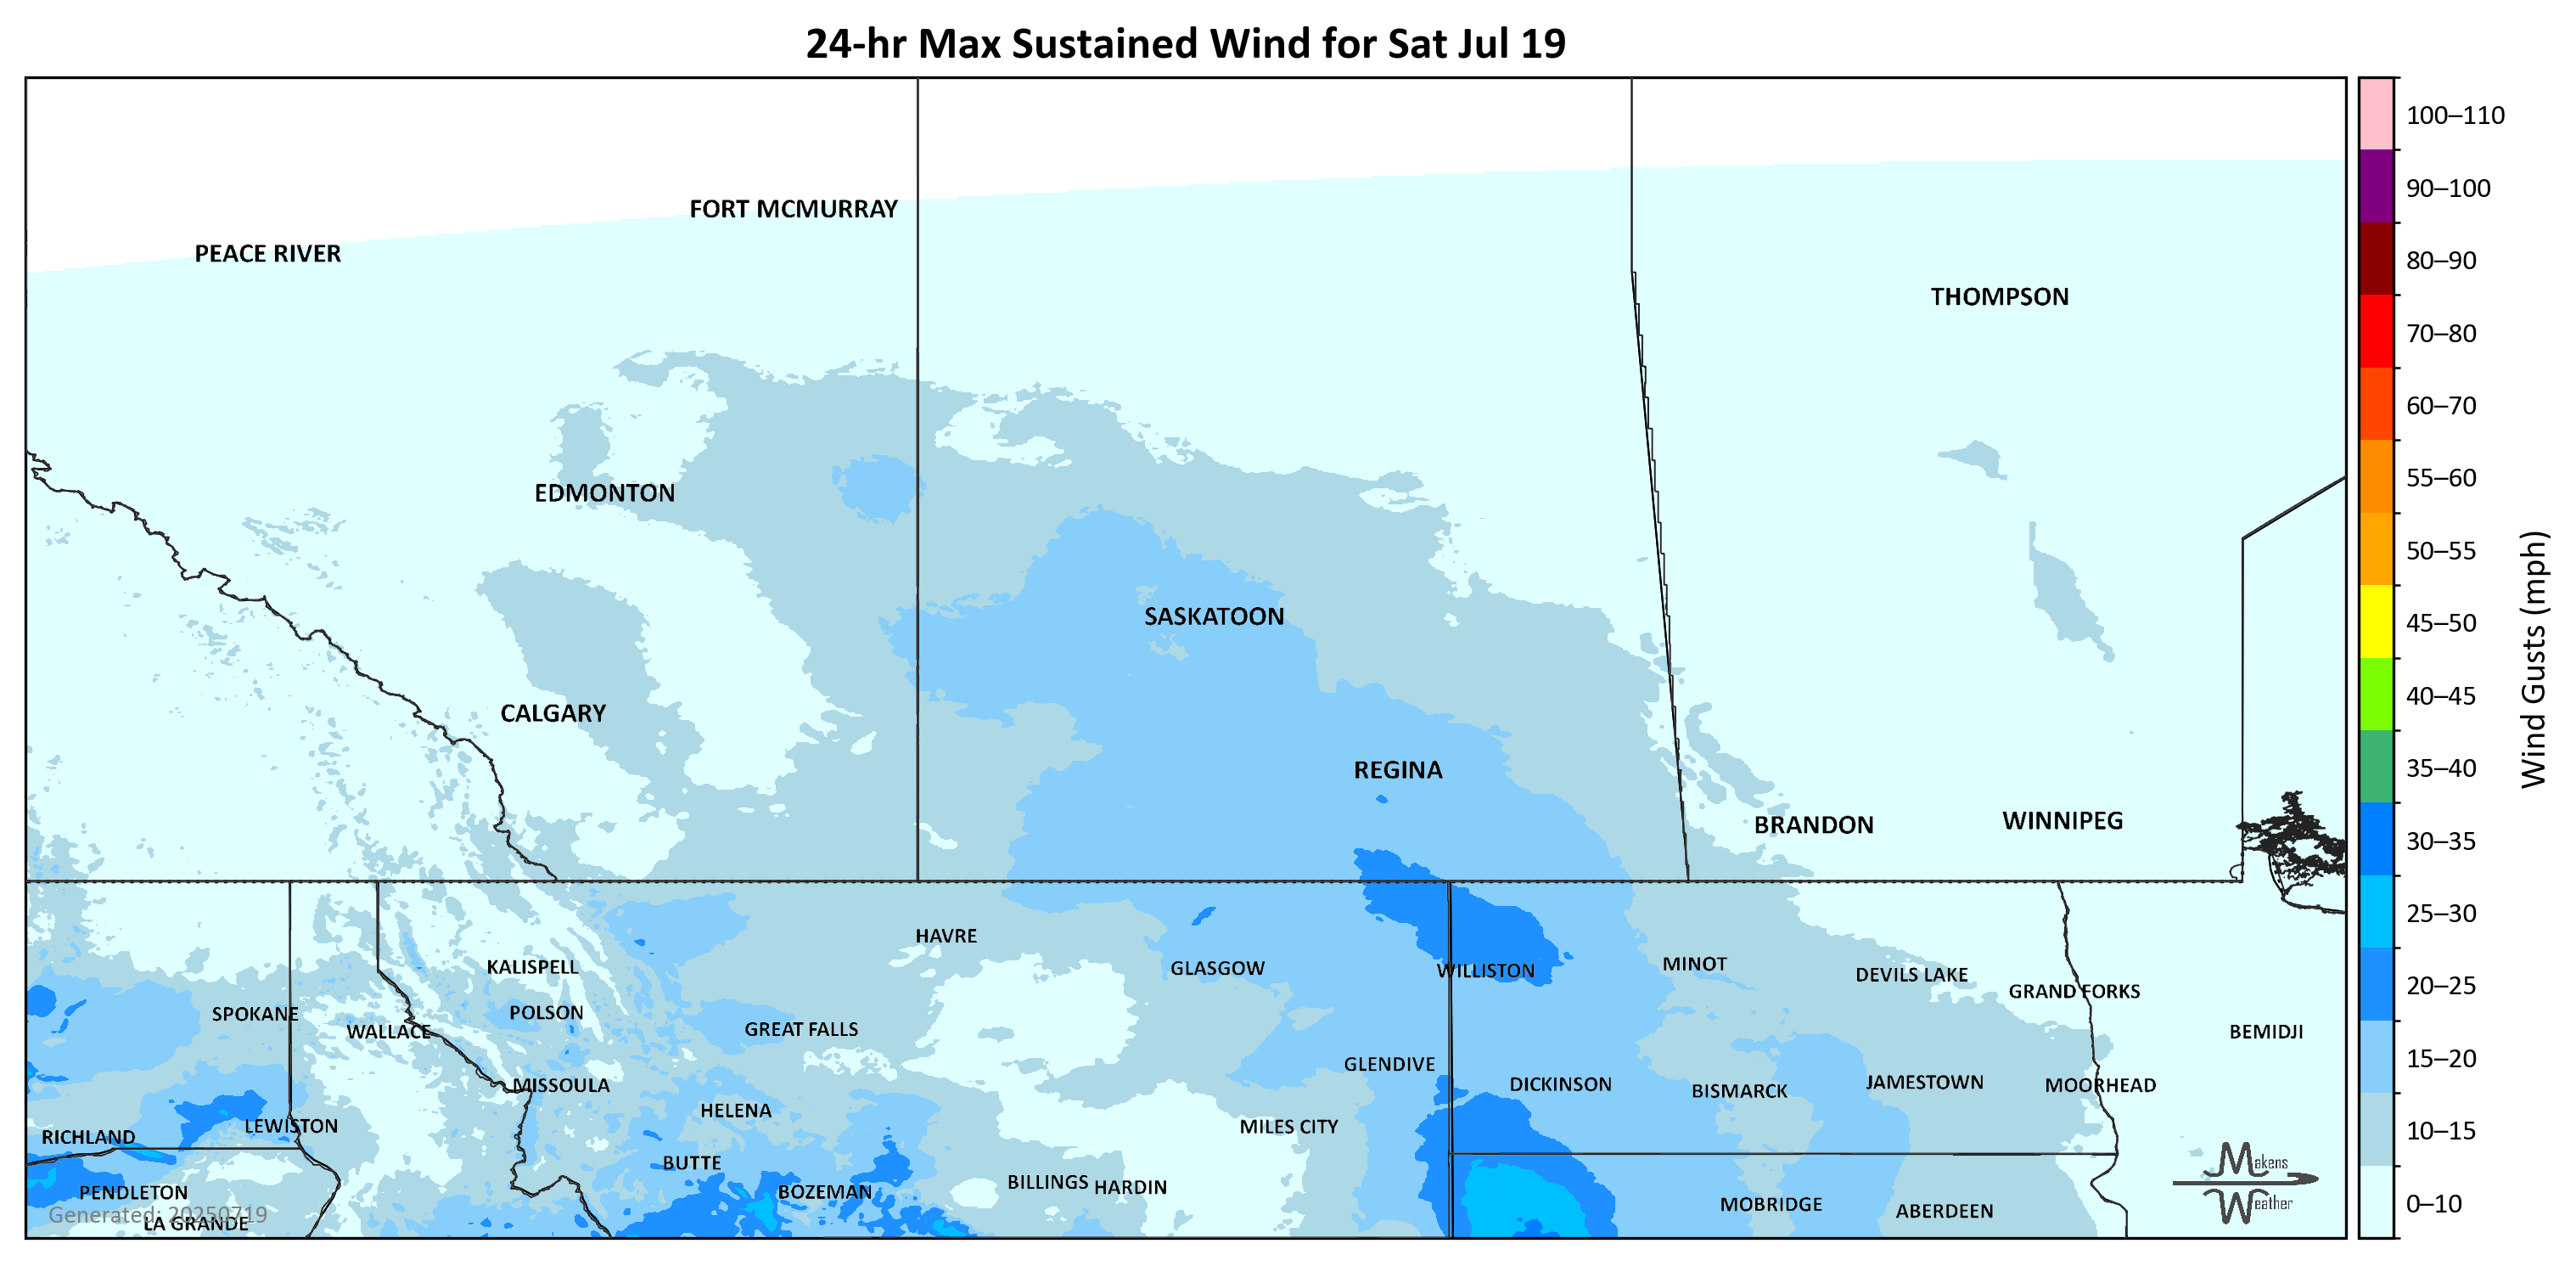 24-hr Max Sustained Wind for Sat Jul 19
100–110
FORT MCMURRAY
90–100
PEACE RIVER
80–90
THOMPSON
70–80
60–70
EDMONTON
55–60
50–55
SASKATOON
45–50
CALGARY
40–45
Wind Gusts (mph)
REGINA
35–40
BRANDON
WINNIPEG
30–35
HAVRE
25–30
KALISPELL
GLASGOW
WILLISTON
MINOT
DEVILS LAKE
GRAND FORKS
20–25
SPOKANE
POLSON
WALLACE
GREAT FALLS
BEMIDJI
15–20
GLENDIVE
MISSOULA
DICKINSON
BISMARCK
JAMESTOWN
MOORHEAD
HELENA
LEWISTON
MILES CITY
RICHLAND
10–15
BUTTE
Makens
Weather
PENDLETON
BOZEMAN
BILLINGS
HARDIN
MOBRIDGE
ABERDEEN
0–10
Generated: 20250719
LA GRANDE